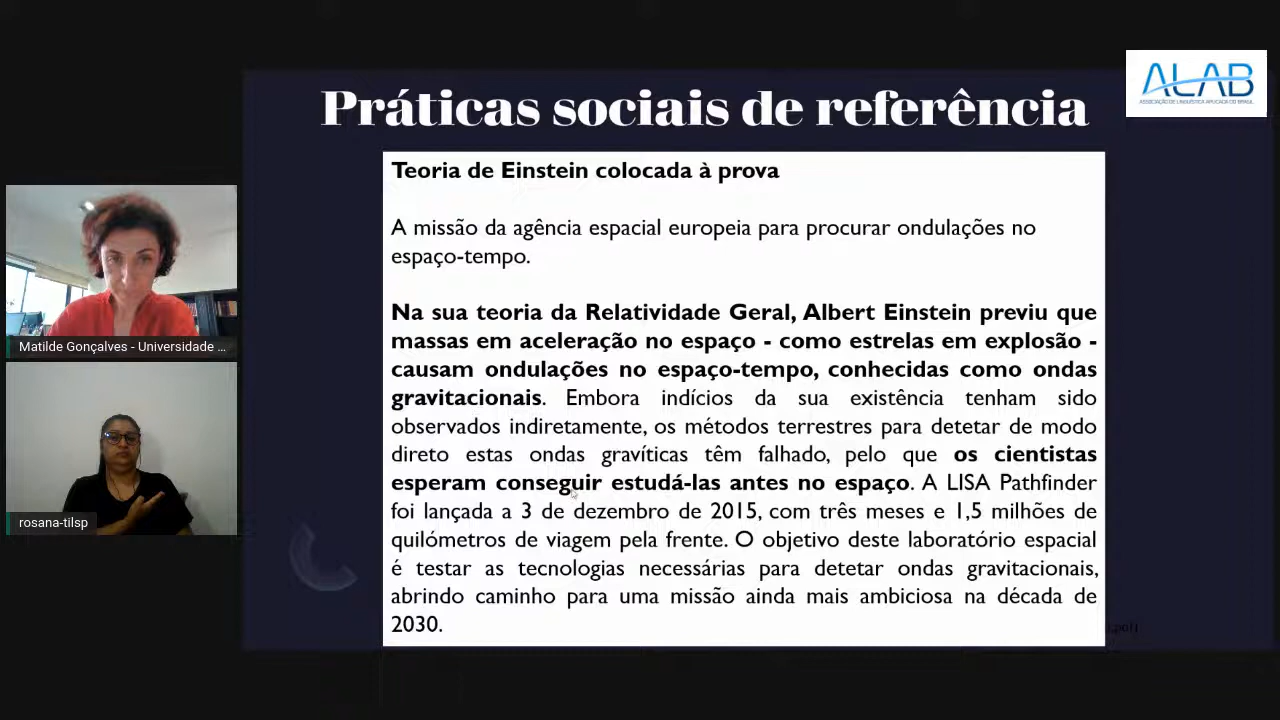 Práticas sociais de referência
ALAB
ASSOCIAÇÃO DE LINGUÍSTICA APLICADA DO BRASIL
Teoria de Einstein colocada à prova
A missão da agência espacial europeia para procurar ondulações no
espaço-tempo.
Na sua teoria da Relatividade Geral, Albert Einstein previu que
massas em aceleração no espaço - como estrelas em explosão -
causam ondulações no espaço-tempo, conhecidas como ondas
gravitacionais. Embora indícios da sua existência tenham sido
observados indiretamente, os métodos terrestres para detetar de modo
direto estas ondas gravíticas têm falhado, pelo que os cientistas
esperam conseguir estudá-las antes no espaço. A LISA Pathfinder
foi lançada a 3 de dezembro de 2015, com três meses e 1,5 milhões de
quilómetros de viagem pela frente. O objetivo deste laboratório espacial
é testar as tecnologias necessárias para detetar ondas gravitacionais,
abrindo caminho para uma missão ainda mais ambiciosa na década de
2030.
Matilde Gonçalves - Universidade ...
rosana-tilsp